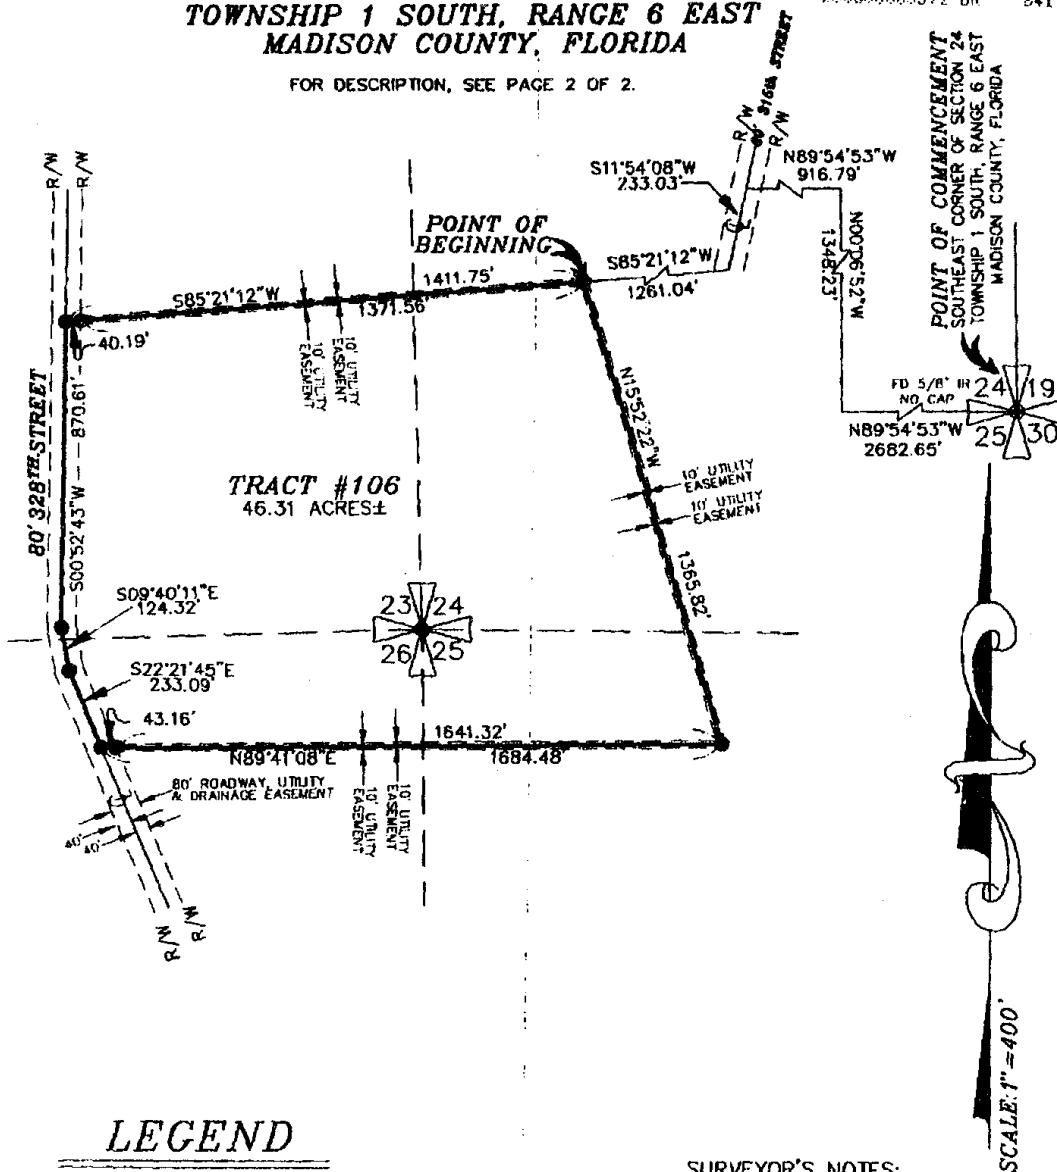 TOWNSHIP 1 SOUTH, RANGE 6 EAST
MADISON COUNTY, FLORIDA
FOR DESCRIPTION, SEE PAGE 2 OF 2.
316th STREET
R/W
R/W
POINT OF COMMENCEMENT
SOUTHEAST CORNER OF SECTION 24
TOWNSHIP 1 SOUTH, RANGE 6 EAST
MADISON COUNTY, FLORIDA
R/W
R/W
S11°54'08"W
233.03'
N89°54'53"W
916.79'
N00°06'52"W
1348.23'
POINT OF
BEGINNING
S85°21'12"W
1261.04'
S85°21'12"W
1411.75'
1371.56'
40.19'
10' UTILITY
EASEMENT
10' UTILITY
EASEMENT
FD 5/8" IR
NO CAP
24 19
25 30
N89°54'53"W
2682.65'
80' 328TH STREET
S00°52'43"W
870.61'
N15°52'22"W
1365.82'
10' UTILITY
EASEMENT
10' UTILITY
EASEMENT
TRACT #106
46.31 ACRES±
S09°40'11"E
124.32'
23 24
26 25
S22°21'45"E
233.09'
43.16'
1641.32'
N89°41'08"E
1684.48'
80' ROADWAY, UTILITY
& DRAINAGE EASEMENT
10' UTILITY
EASEMENT
10' UTILITY
EASEMENT
40'
40'
R/W
R/W
SCALE: 1"=400'
LEGEND
SURVEYOR'S NOTES: